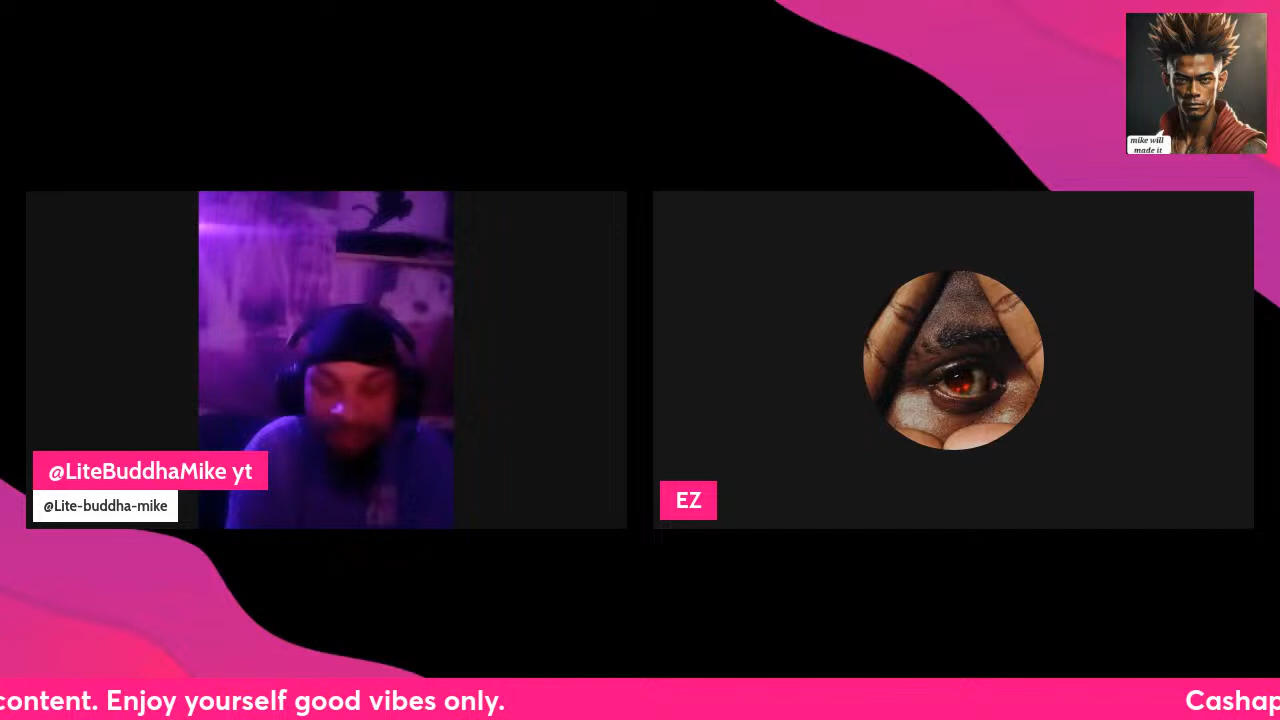 mike will
made it
@LiteBuddhaMike yt
@Lite-buddha-mike
EZ
content. Enjoy yourself good vibes only.
Cashap